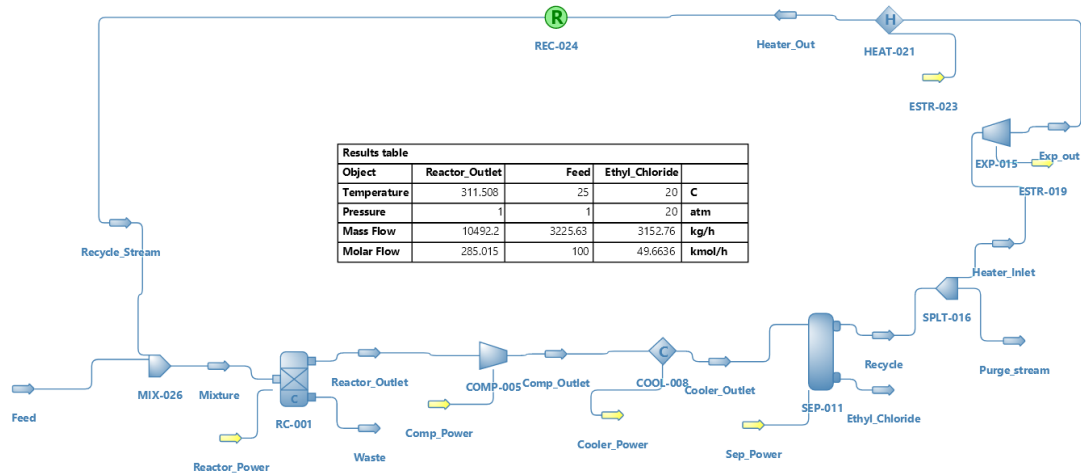 R
H
REC-024
Heater_Out
HEAT-021
ESTR-023
Results table
Object Reactor_Outlet Feed Ethyl_Chloride
Temperature 311.508 25 20 C
Pressure 1 1 20 atm
Mass Flow 10492.2 3225.63 3152.76 kg/h
Molar Flow 285.015 100 49.6636 kmol/h
EXP-015
Exp_out
ESTR-019
Recycle_Stream
Heater_Inlet
SPLT-016
Recycle
Purge_stream
C
Feed
MIX-026
Mixture
C
RC-001
Reactor_Outlet
COMP-005
Comp_Outlet
COOL-008
Cooler_Outlet
SEP-011
Ethyl_Chloride
Reactor_Power
Waste
Comp_Power
Cooler_Power
Sep_Power